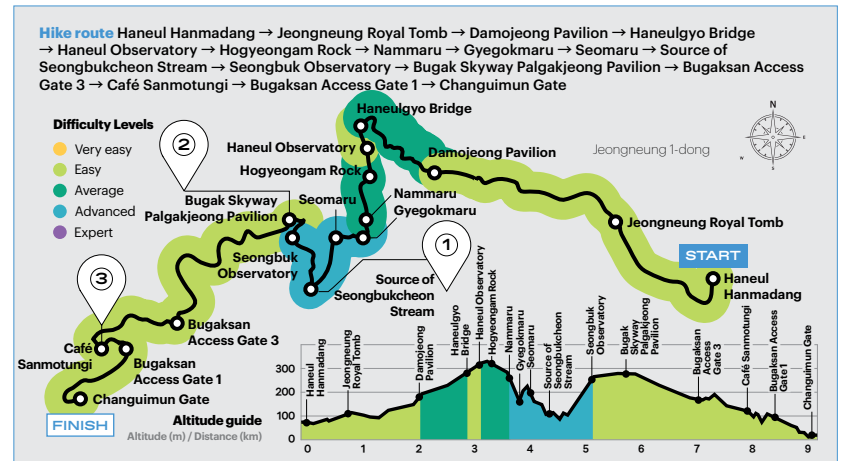 Hike route Haneul Hanmadang → Jeongneung Royal Tomb → Damojeong Pavilion → Haneulgyo Bridge
→ Haneul Observatory → Hogyeongam Rock → Nammaru → Gyegokmaru → Seomaru → Source of
Seongbukcheon Stream → Seongbuk Observatory → Bugak Skyway Palgakjeong Pavilion → Bugaksan Access
Gate 3 → Café Sanmotungi → Bugaksan Access Gate 1 → Changuimun Gate
Difficulty Levels
Very easy
Easy
Average
Advanced
Expert
Haneulgyo Bridge
Haneul Observatory
Hogyeongam Rock
Damojeong Pavilion
Jeongneung 1-dong
N
E
S
W
②
Bugak Skyway
Palgakjeong Pavilion
Seomaru
Nammaru
Gyegokmaru
Jeongneung Royal Tomb
START
Haneul
Hanmadang
Seongbuk
Observatory
①
Source of
Seongbukcheon
Stream
③
Bugaksan
Access Gate 3
Café
Sanmotungi
Bugaksan
Access Gate 1
Changuimun Gate
FINISH
Altitude guide
Altitude (m) / Distance (km)
300
200
100
0
Haneul
Hanmadang
Jeongneung
Royal Tomb
Damojeong
Pavilion
Haneulgyo
Bridge
Haneul Observatory
Hogyeongam Rock
Nammaru
Gyegomaru
Seomaru
Source of
Seongbukcheon
Stream
Seongbuk
Observatory
Bugak
Skyway
Palgakjeong
Pavilion
Bugaksan
Access
Gate 3
Café Sanmotungi
Bugaksan Access
Gate 1
Changuimun Gate
0 1 2 3 4 5 6 7 8 9